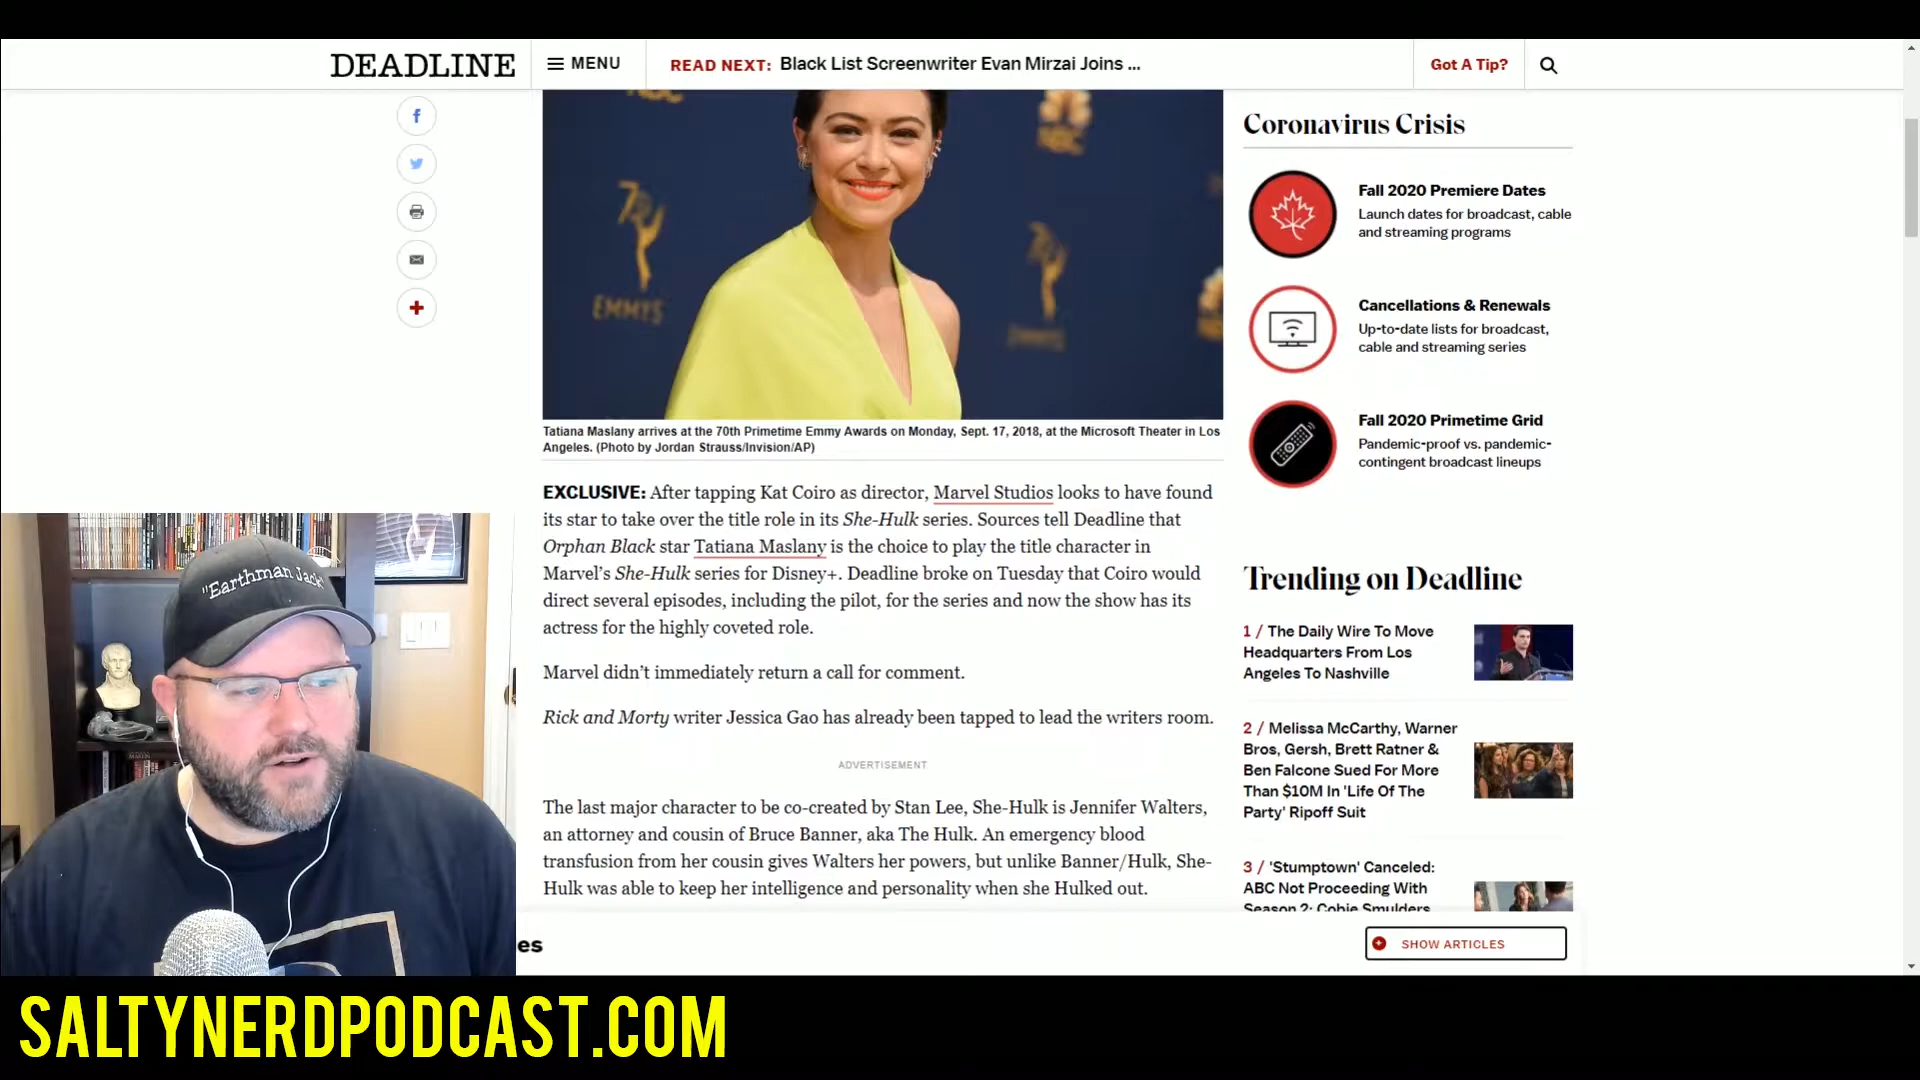 DEADLINE
MENU
READ NEXT: Black List Screenwriter Evan Mirzai Joins ...
Got A Tip?
NBC
EMMYS
EMMYS
Tatiana Maslany arrives at the 70th Primetime Emmy Awards on Monday, Sept. 17, 2018, at the Microsoft Theater in Los
Angeles. (Photo by Jordan Strauss/Invision/AP)
EXCLUSIVE: After tapping Kat Coiro as director, Marvel Studios looks to have found
its star to take over the title role in its She-Hulk series. Sources tell Deadline that
Orphan Black star Tatiana Maslany is the choice to play the title character in
Marvel’s She-Hulk series for Disney+. Deadline broke on Tuesday that Coiro would
direct several episodes, including the pilot, for the series and now the show has its
actress for the highly coveted role.
Marvel didn’t immediately return a call for comment.
Rick and Morty writer Jessica Gao has already been tapped to lead the writers room.
ADVERTISEMENT
The last major character to be co-created by Stan Lee, She-Hulk is Jennifer Walters,
an attorney and cousin of Bruce Banner, aka The Hulk. An emergency blood
transfusion from her cousin gives Walters her powers, but unlike Banner/Hulk, She-
Hulk was able to keep her intelligence and personality when she Hulked out.
Coronavirus Crisis
Fall 2020 Premiere Dates
Launch dates for broadcast, cable
and streaming programs
Cancellations & Renewals
Up-to-date lists for broadcast,
cable and streaming series
Fall 2020 Primetime Grid
Pandemic-proof vs. pandemic-
contingent broadcast lineups
Trending on Deadline
1 / The Daily Wire To Move
Headquarters From Los
Angeles To Nashville
2 / Melissa McCarthy, Warner
Bros, Gersh, Brett Ratner &
Ben Falcone Sued For More
Than $10M In 'Life Of The
Party' Ripoff Suit
3 / 'Stumptown' Canceled:
ABC Not Proceeding With
Season 2; Cobie Smulders
es
SHOW ARTICLES
"Earthman Jack"
SALTYNERDPODCAST.COM